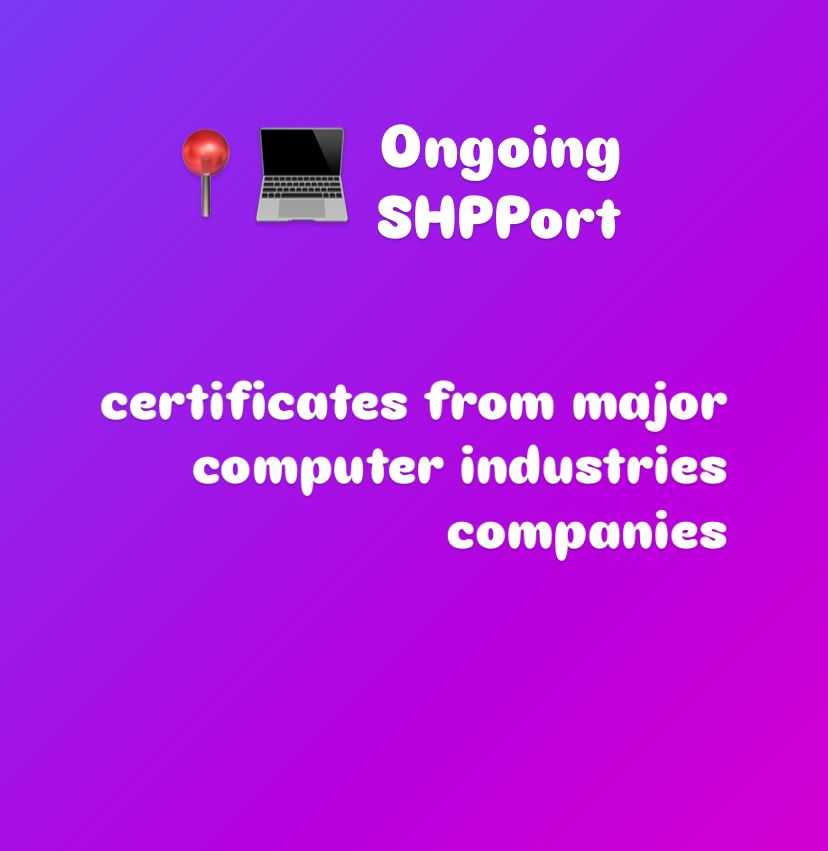 📍💻 Ongoing
SHPPort
certificates from major
computer industries
companies